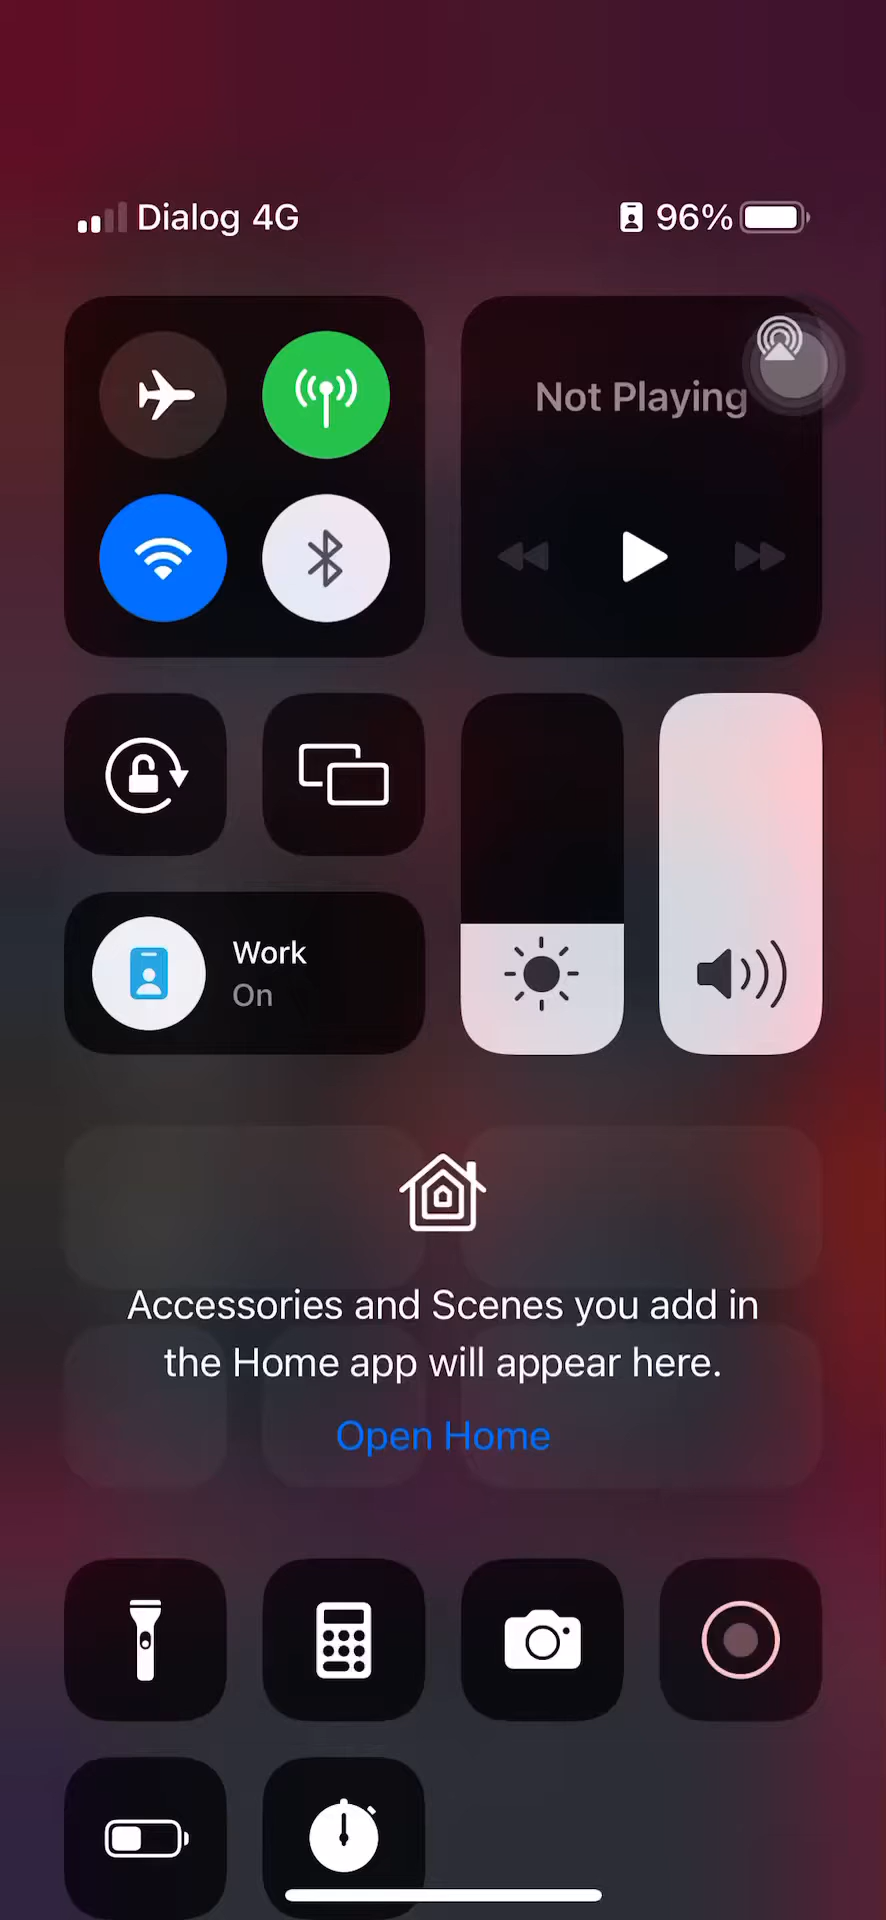 Dialog 4G
96%
Not Playing
Work
On
Accessories and Scenes you add in
the Home app will appear here.
Open Home